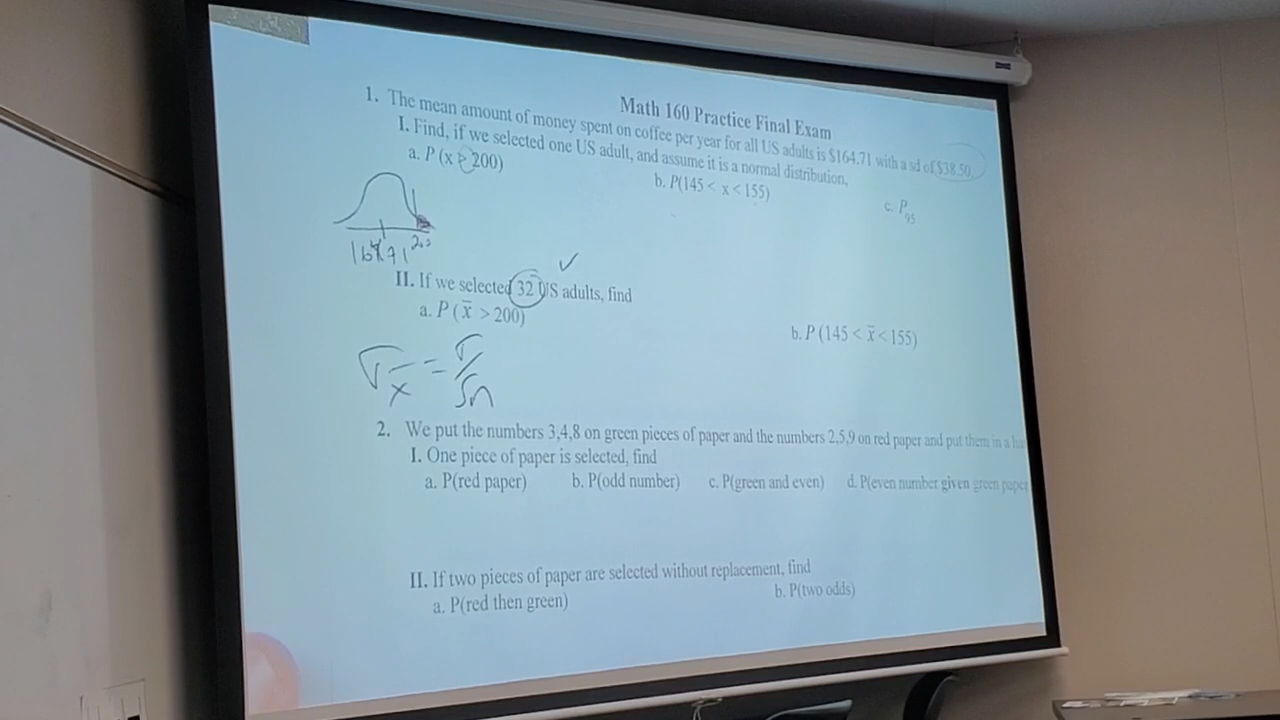 Math 160 Practice Final Exam
1. The mean amount of money spent on coffee per year for all US adults is $164.71 with a sd of $38.50.
I. Find, if we selected one US adult, and assume it is a normal distribution,
a. P (x > 200) b. P(145 < x < 155) c. P₉₅
164.71 200
II. If we selected 32 US adults, find
a. P (x̄ > 200) b. P (145 < x̄ < 155)
σx̄ = σ/√n
2. We put the numbers 3,4,8 on green pieces of paper and the numbers 2,5,9 on red paper and put them in a
I. One piece of paper is selected, find
a. P(red paper) b. P(odd number) c. P(green and even) d. P(even number given green paper
II. If two pieces of paper are selected without replacement, find
a. P(red then green) b. P(two odds)